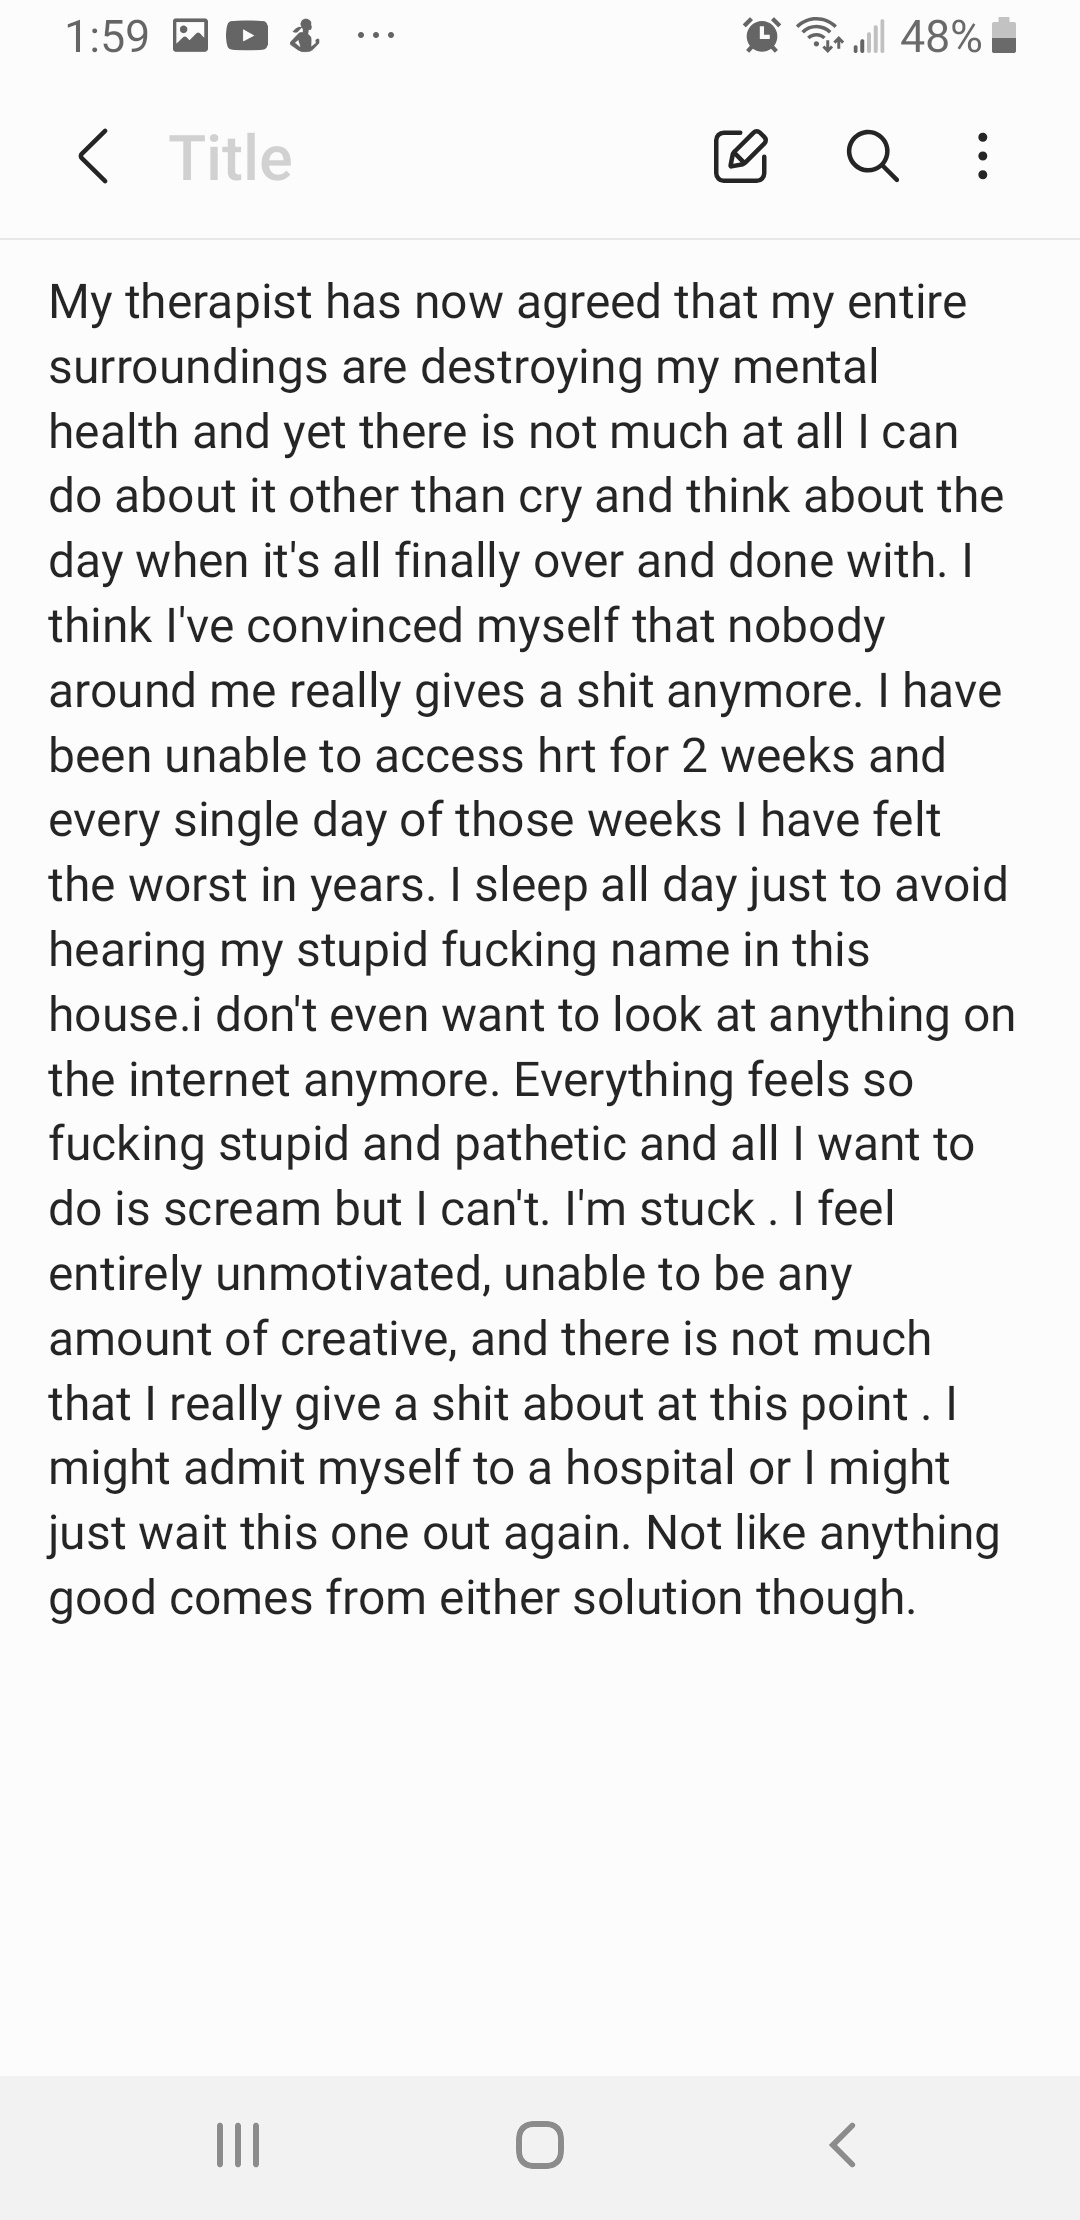 1:59 48%
Title
My therapist has now agreed that my entire
surroundings are destroying my mental
health and yet there is not much at all I can
do about it other than cry and think about the
day when it's all finally over and done with. I
think I've convinced myself that nobody
around me really gives a shit anymore. I have
been unable to access hrt for 2 weeks and
every single day of those weeks I have felt
the worst in years. I sleep all day just to avoid
hearing my stupid fucking name in this
house.i don't even want to look at anything on
the internet anymore. Everything feels so
fucking stupid and pathetic and all I want to
do is scream but I can't. I'm stuck . I feel
entirely unmotivated, unable to be any
amount of creative, and there is not much
that I really give a shit about at this point . I
might admit myself to a hospital or I might
just wait this one out again. Not like anything
good comes from either solution though.